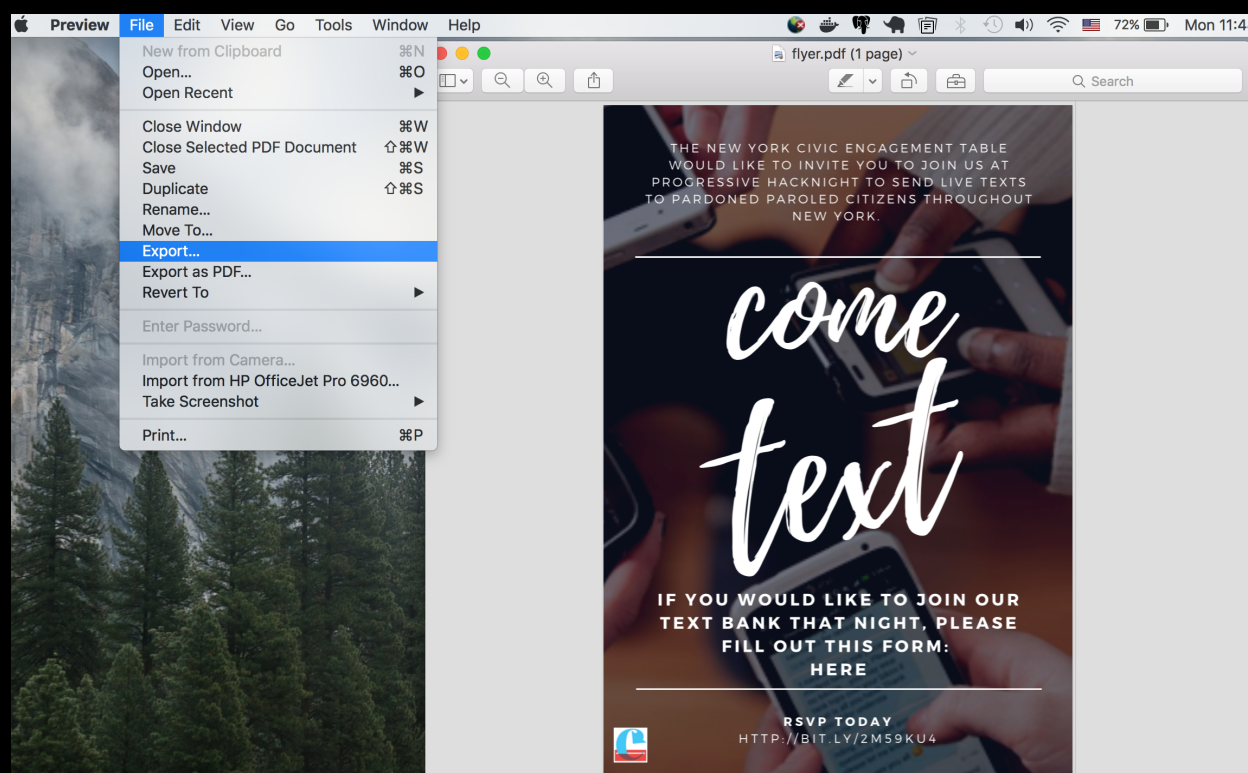 Preview File Edit View Go Tools Window Help 72% Mon 11:4
New from Clipboard ⌘N
Open... ⌘O
Open Recent ▶
Close Window ⌘W
Close Selected PDF Document ⇧⌘W
Save ⌘S
Duplicate ⇧⌘S
Rename...
Move To...
Export...
Export as PDF...
Revert To ▶
Enter Password...
Import from Camera...
Import from HP OfficeJet Pro 6960...
Take Screenshot ▶
Print... ⌘P
flyer.pdf (1 page)
Search
THE NEW YORK CIVIC ENGAGEMENT TABLE
WOULD LIKE TO INVITE YOU TO JOIN US AT
PROGRESSIVE HACKNIGHT TO SEND LIVE TEXTS
TO PARDONED PAROLED CITIZENS THROUGHOUT
NEW YORK.
come
text
IF YOU WOULD LIKE TO JOIN OUR
TEXT BANK THAT NIGHT, PLEASE
FILL OUT THIS FORM:
HERE
RSVP TODAY
HTTP://BIT.LY/2M59KU4